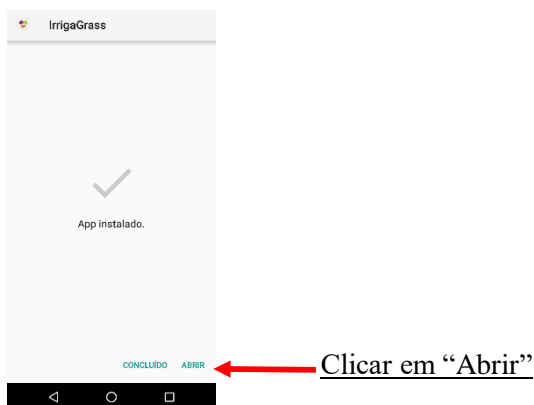 IrrigaGrass
App instalado.
CONCLUÍDO ABRIR
Clicar em “Abrir”